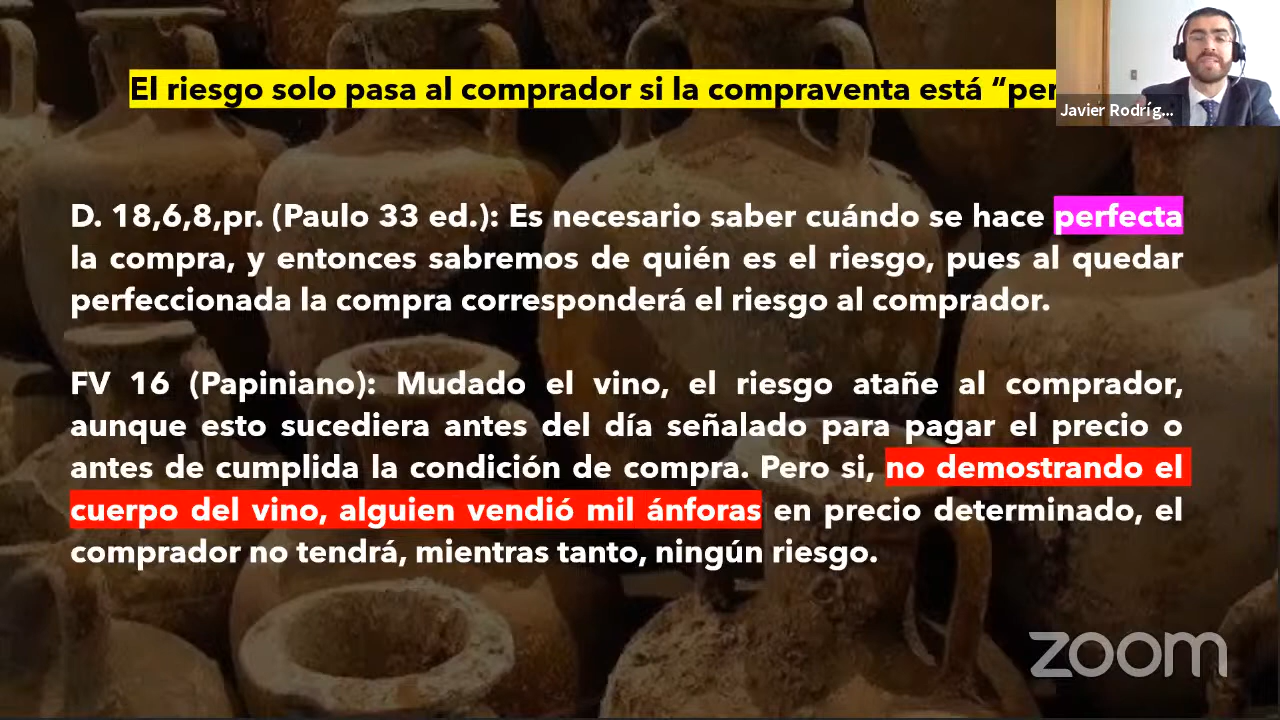 El riesgo solo pasa al comprador si la compraventa está
Javier Rodríg...
D. 18,6,8,pr. (Paulo 33 ed.): Es necesario saber cuándo se hace perfecta
la compra, y entonces sabremos de quién es el riesgo, pues al quedar
perfeccionada la compra corresponderá el riesgo al comprador.
FV 16 (Papiniano): Mudado el vino, el riesgo atañe al comprador,
aunque esto sucediera antes del día señalado para pagar el precio o
antes de cumplida la condición de compra. Pero si, no demostrando el
cuerpo del vino, alguien vendió mil ánforas en precio determinado, el
comprador no tendrá, mientras tanto, ningún riesgo.
zoom